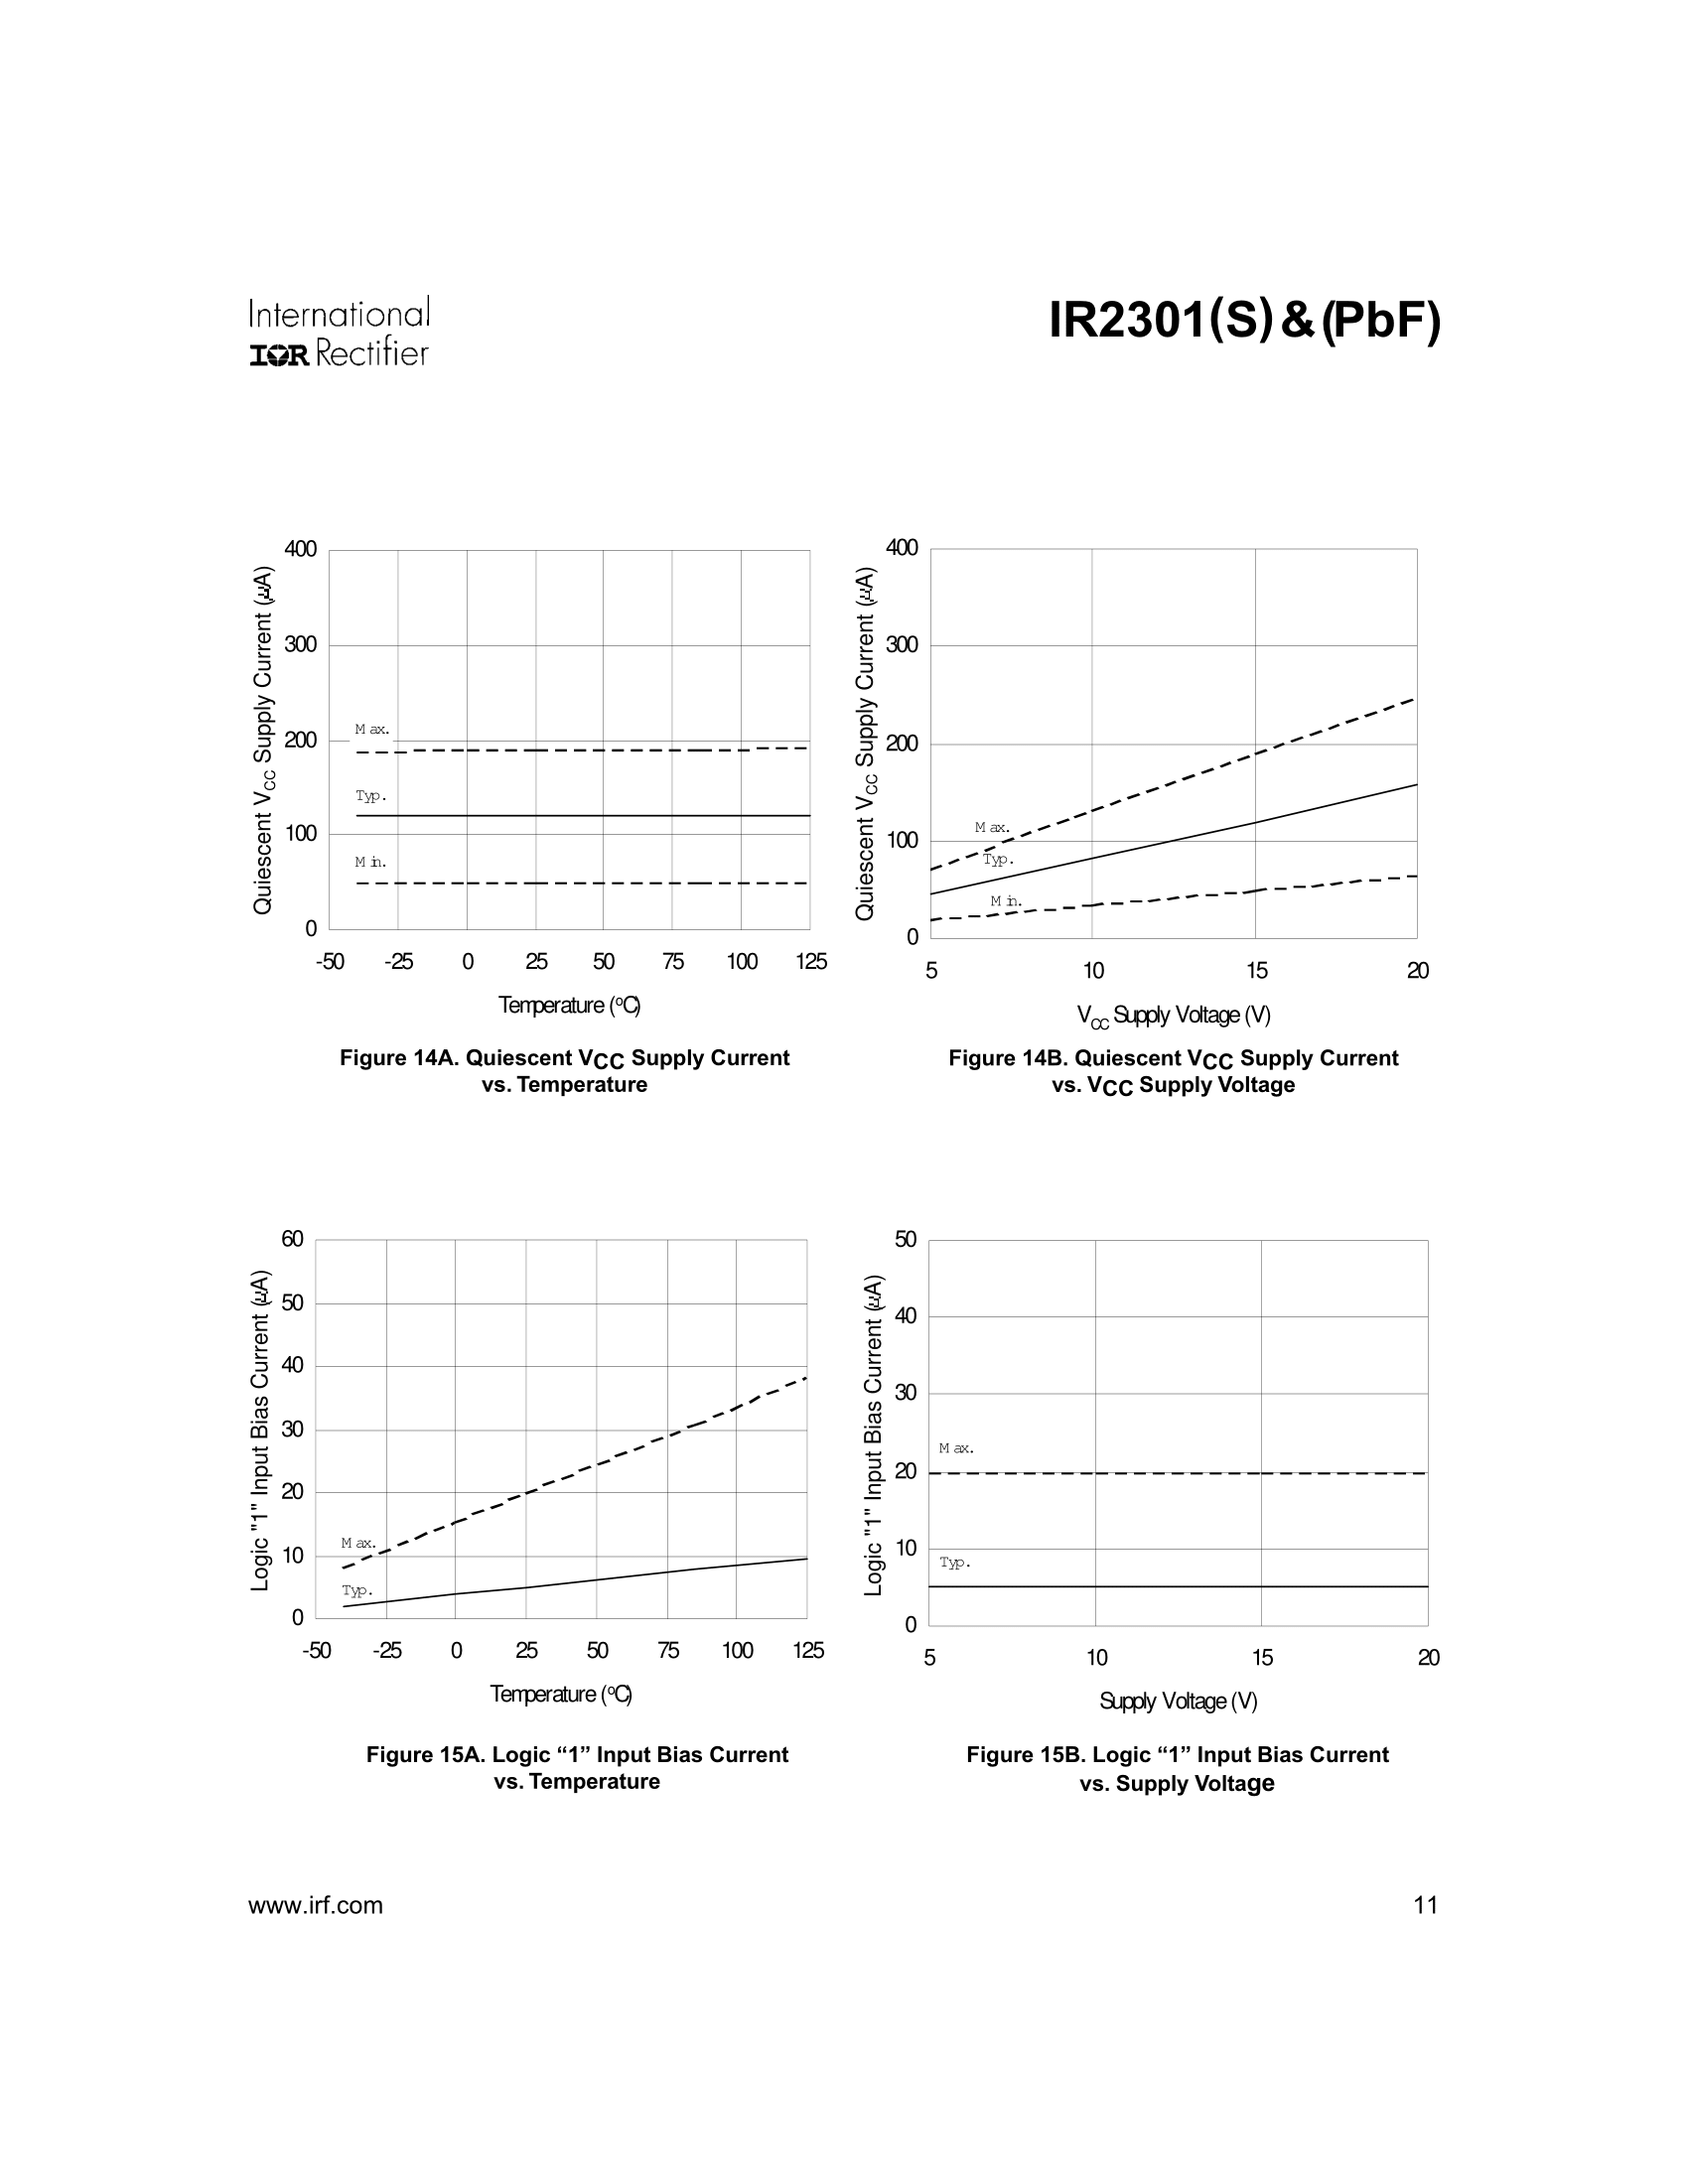 International
IOR Rectifier
IR2301(S) & (PbF)
Quiescent VCC Supply Current (µA)
400
300
200
100
0
Max.
Typ.
Min.
-50 -25 0 25 50 75 100 125
Temperature (°C)
Figure 14A. Quiescent VCC Supply Current
vs. Temperature
Quiescent VCC Supply Current (µA)
400
300
200
100
0
Max.
Typ.
Min.
5 10 15 20
VCC Supply Voltage (V)
Figure 14B. Quiescent VCC Supply Current
vs. VCC Supply Voltage
Logic "1" Input Bias Current (µA)
60
50
40
30
20
10
0
Max.
Typ.
-50 -25 0 25 50 75 100 125
Temperature (°C)
Figure 15A. Logic “1” Input Bias Current
vs. Temperature
Logic "1" Input Bias Current (µA)
50
40
30
20
10
0
Max.
Typ.
5 10 15 20
Supply Voltage (V)
Figure 15B. Logic “1” Input Bias Current
vs. Supply Voltage
www.irf.com
11